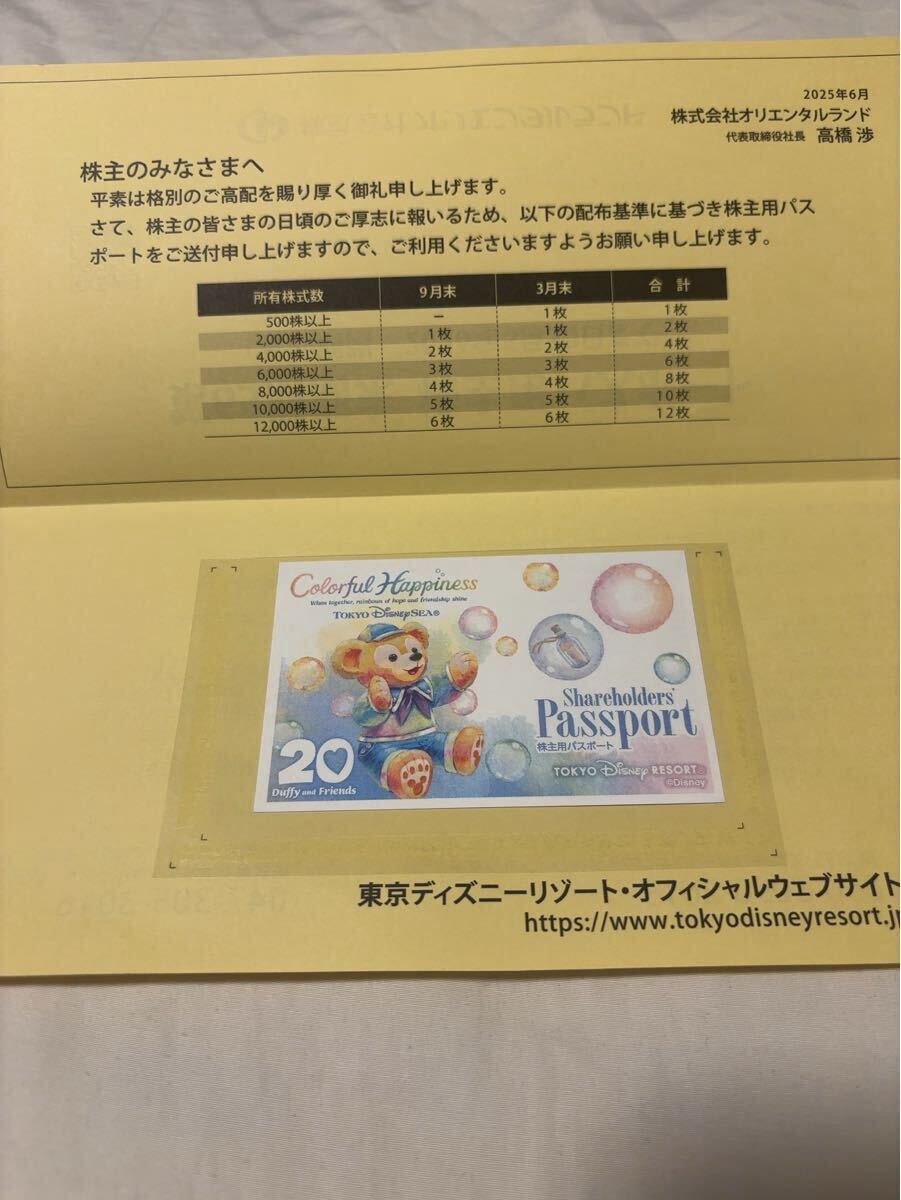 2025年6月
株式会社オリエンタルランド
代表取締役社長 高橋 渉
株主のみなさまへ
平素は格別のご高配を賜り厚く御礼申し上げます。
さて、株主の皆さまの日頃のご厚志に報いるため、以下の配布基準に基づき株主用パス
ポートをご送付申し上げますので、ご利用くださいますようお願い申し上げます。
所有株式数 9月末 3月末 合 計
500株以上 − 1枚 1枚
2,000株以上 1枚 1枚 2枚
4,000株以上 2枚 2枚 4枚
6,000株以上 3枚 3枚 6枚
8,000株以上 4枚 4枚 8枚
10,000株以上 5枚 5枚 10枚
12,000株以上 6枚 6枚 12枚
Colorful Happiness
When together, rainbows of hope and friendship shine
TOKYO DisneySEA®
20
Duffy and Friends
Shareholders'
Passport
株主用パスポート
TOKYO Disney RESORT®
©Disney
東京ディズニーリゾート・オフィシャルウェブサイト
https://www.tokyodisneyresort.jp